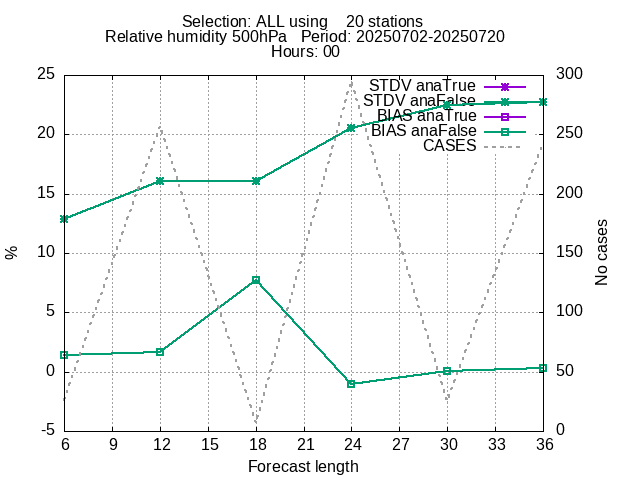 Selection: ALL using    20 stations
Relative humidity 500hPa   Period: 20250702-20250720
Hours: 00
STDV anaTrue
STDV anaFalse
BIAS anaTrue
BIAS anaFalse
CASES
25
20
15
10
5
0
-5
%
300
250
200
150
100
50
0
No cases
6 9 12 15 18 21 24 27 30 33 36
Forecast length